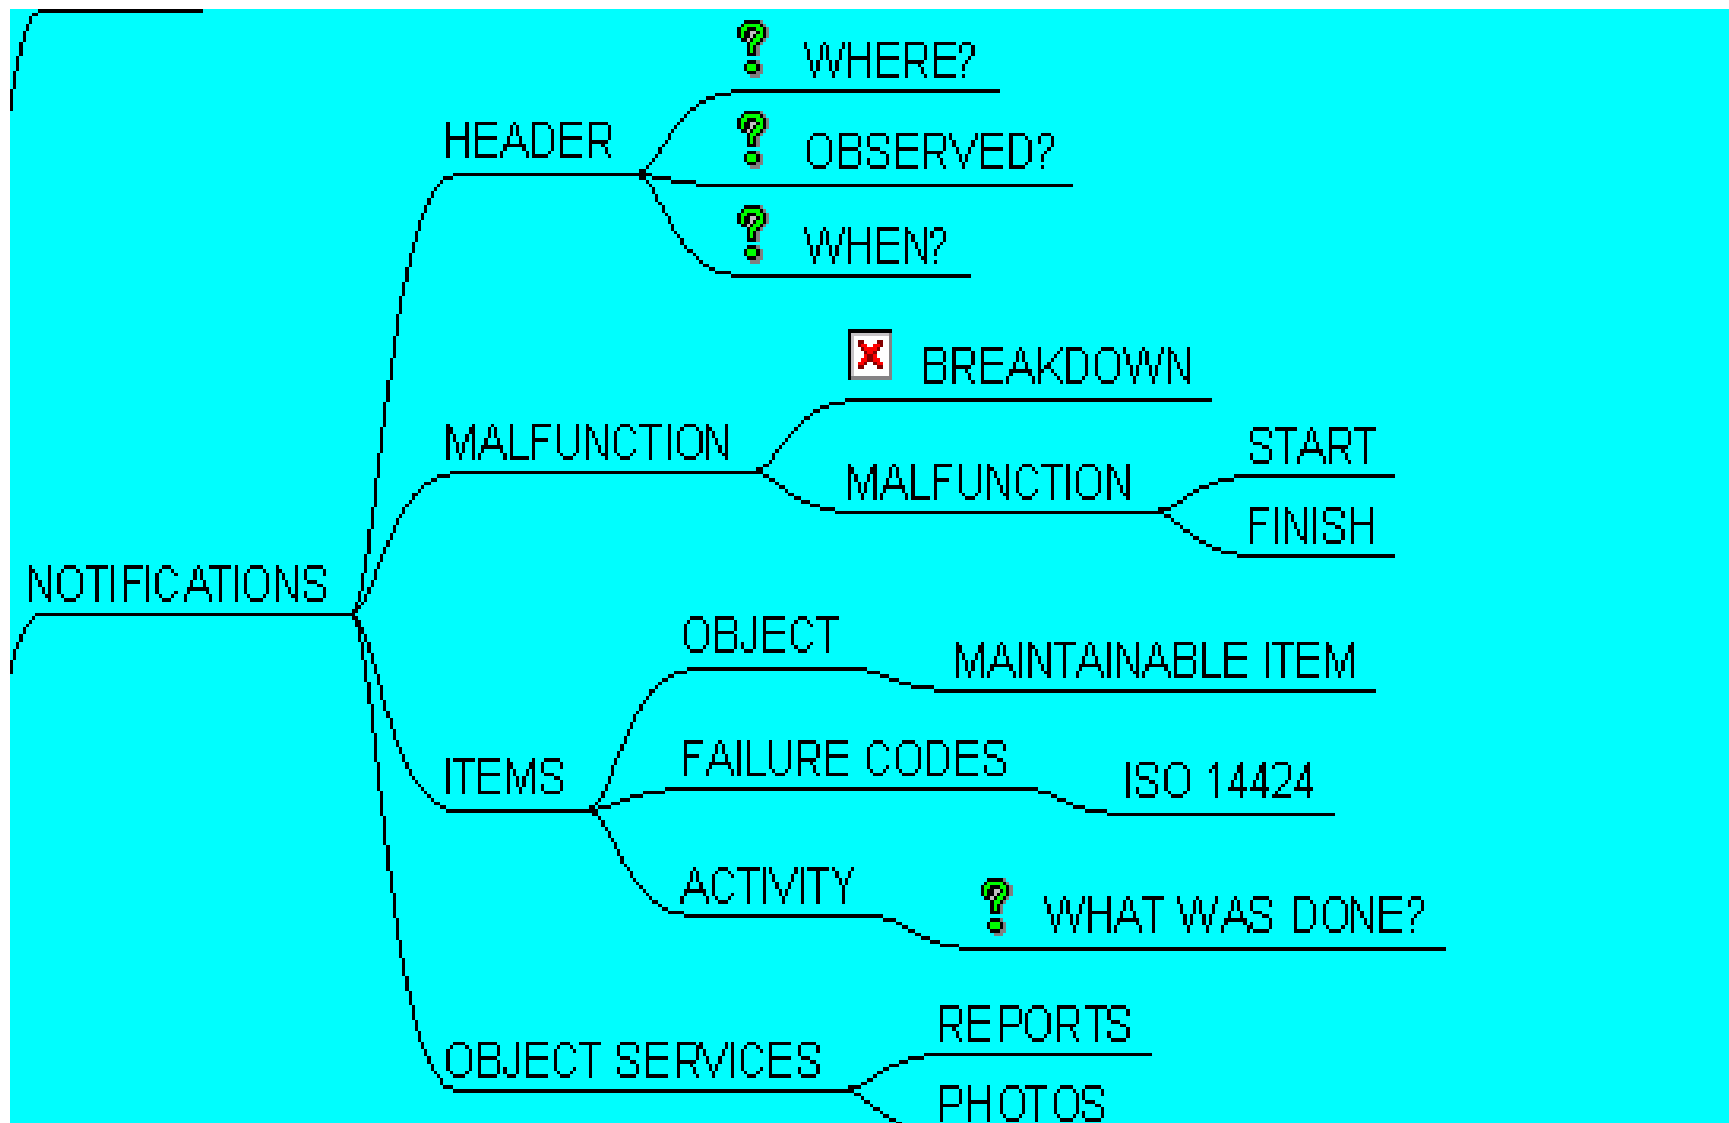 WHERE?
HEADER
OBSERVED?
WHEN?
BREAKDOWN
MALFUNCTION
MALFUNCTION
START
FINISH
NOTIFICATIONS
OBJECT
MAINTAINABLE ITEM
ITEMS
FAILURE CODES
ISO 14424
ACTIVITY
WHAT WAS DONE?
OBJECT SERVICES
REPORTS
PHOTOS